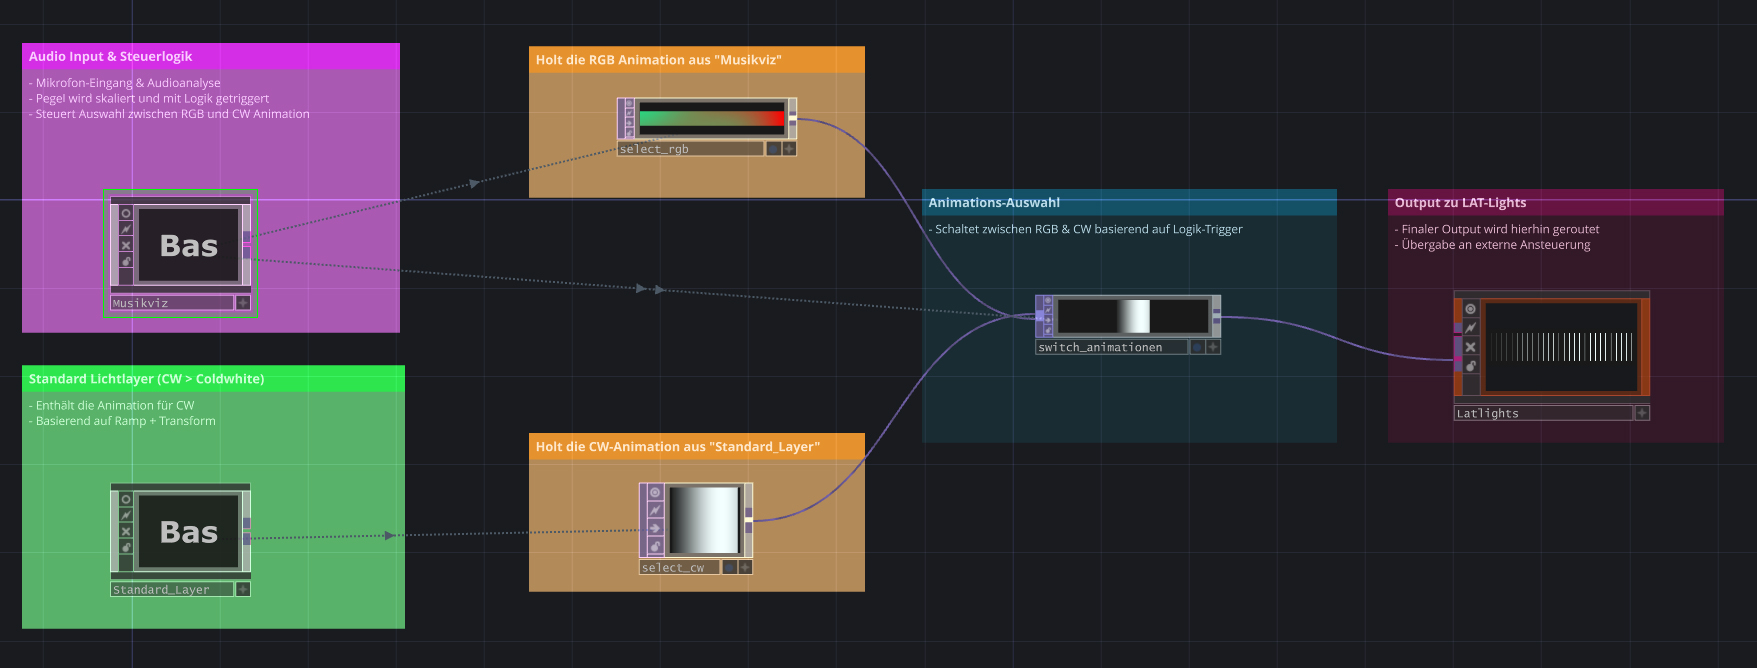 Audio Input & Steuerlogik
- Mikrofon-Eingang & Audioanalyse
- Pegel wird skaliert und mit Logik getriggert
- Steuert Auswahl zwischen RGB und CW Animation
Bas
Musikviz
Standard Lichtlayer (CW > Coldwhite)
- Enthält die Animation für CW
- Basierend auf Ramp + Transform
Bas
Standard_Layer
Holt die RGB Animation aus "Musikviz"
select_rgb
Holt die CW-Animation aus "Standard_Layer"
select_cw
Animations-Auswahl
- Schaltet zwischen RGB & CW basierend auf Logik-Trigger
switch_animationen
Output zu LAT-Lights
- Finaler Output wird hierhin geroutet
- Übergabe an externe Ansteuerung
Latlights